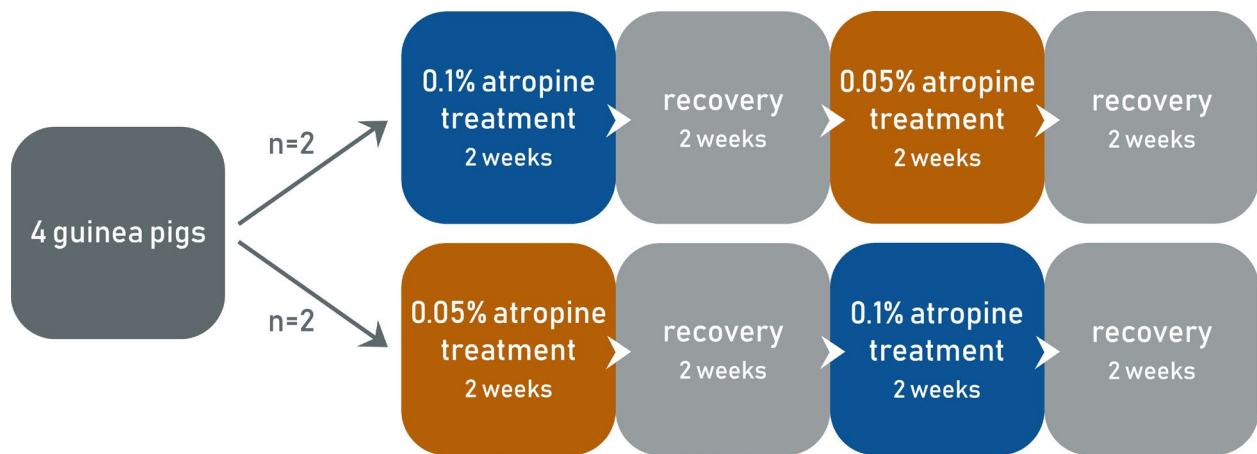 4 guinea pigs
n=2
0.1% atropine
treatment
2 weeks
recovery
2 weeks
0.05% atropine
treatment
2 weeks
recovery
2 weeks
n=2
0.05% atropine
treatment
2 weeks
recovery
2 weeks
0.1% atropine
treatment
2 weeks
recovery
2 weeks